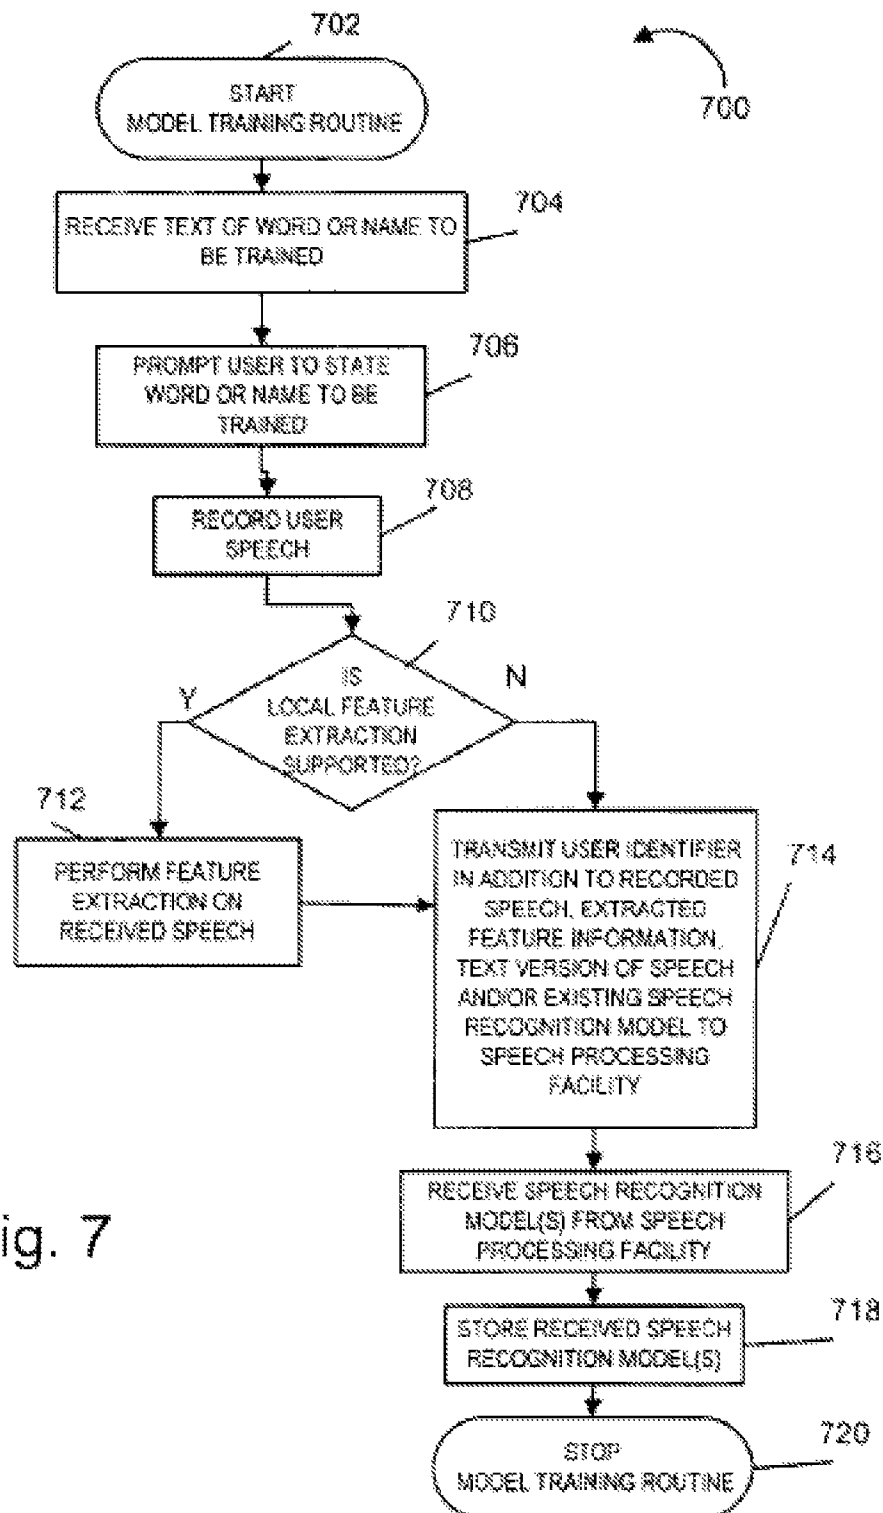 702
START
MODEL TRAINING ROUTINE
700
704
RECEIVE TEXT OF WORD OR NAME TO
BE TRAINED
706
PROMPT USER TO STATE
WORD OR NAME TO BE
TRAINED
708
RECORD USER
SPEECH
710
IS
LOCAL FEATURE
EXTRACTION
SUPPORTED?
Y
N
712
PERFORM FEATURE
EXTRACTION ON
RECEIVED SPEECH
714
TRANSMIT USER IDENTIFIER
IN ADDITION TO RECORDED
SPEECH, EXTRACTED
FEATURE INFORMATION,
TEXT VERSION OF SPEECH
AND/OR EXISTING SPEECH
RECOGNITION MODEL TO
SPEECH PROCESSING
FACILITY
716
RECEIVE SPEECH RECOGNITION
MODEL(S) FROM SPEECH
PROCESSING FACILITY
ig. 7
718
STORE RECEIVED SPEECH
RECOGNITION MODEL(S)
720
STOP
MODEL TRAINING ROUTINE